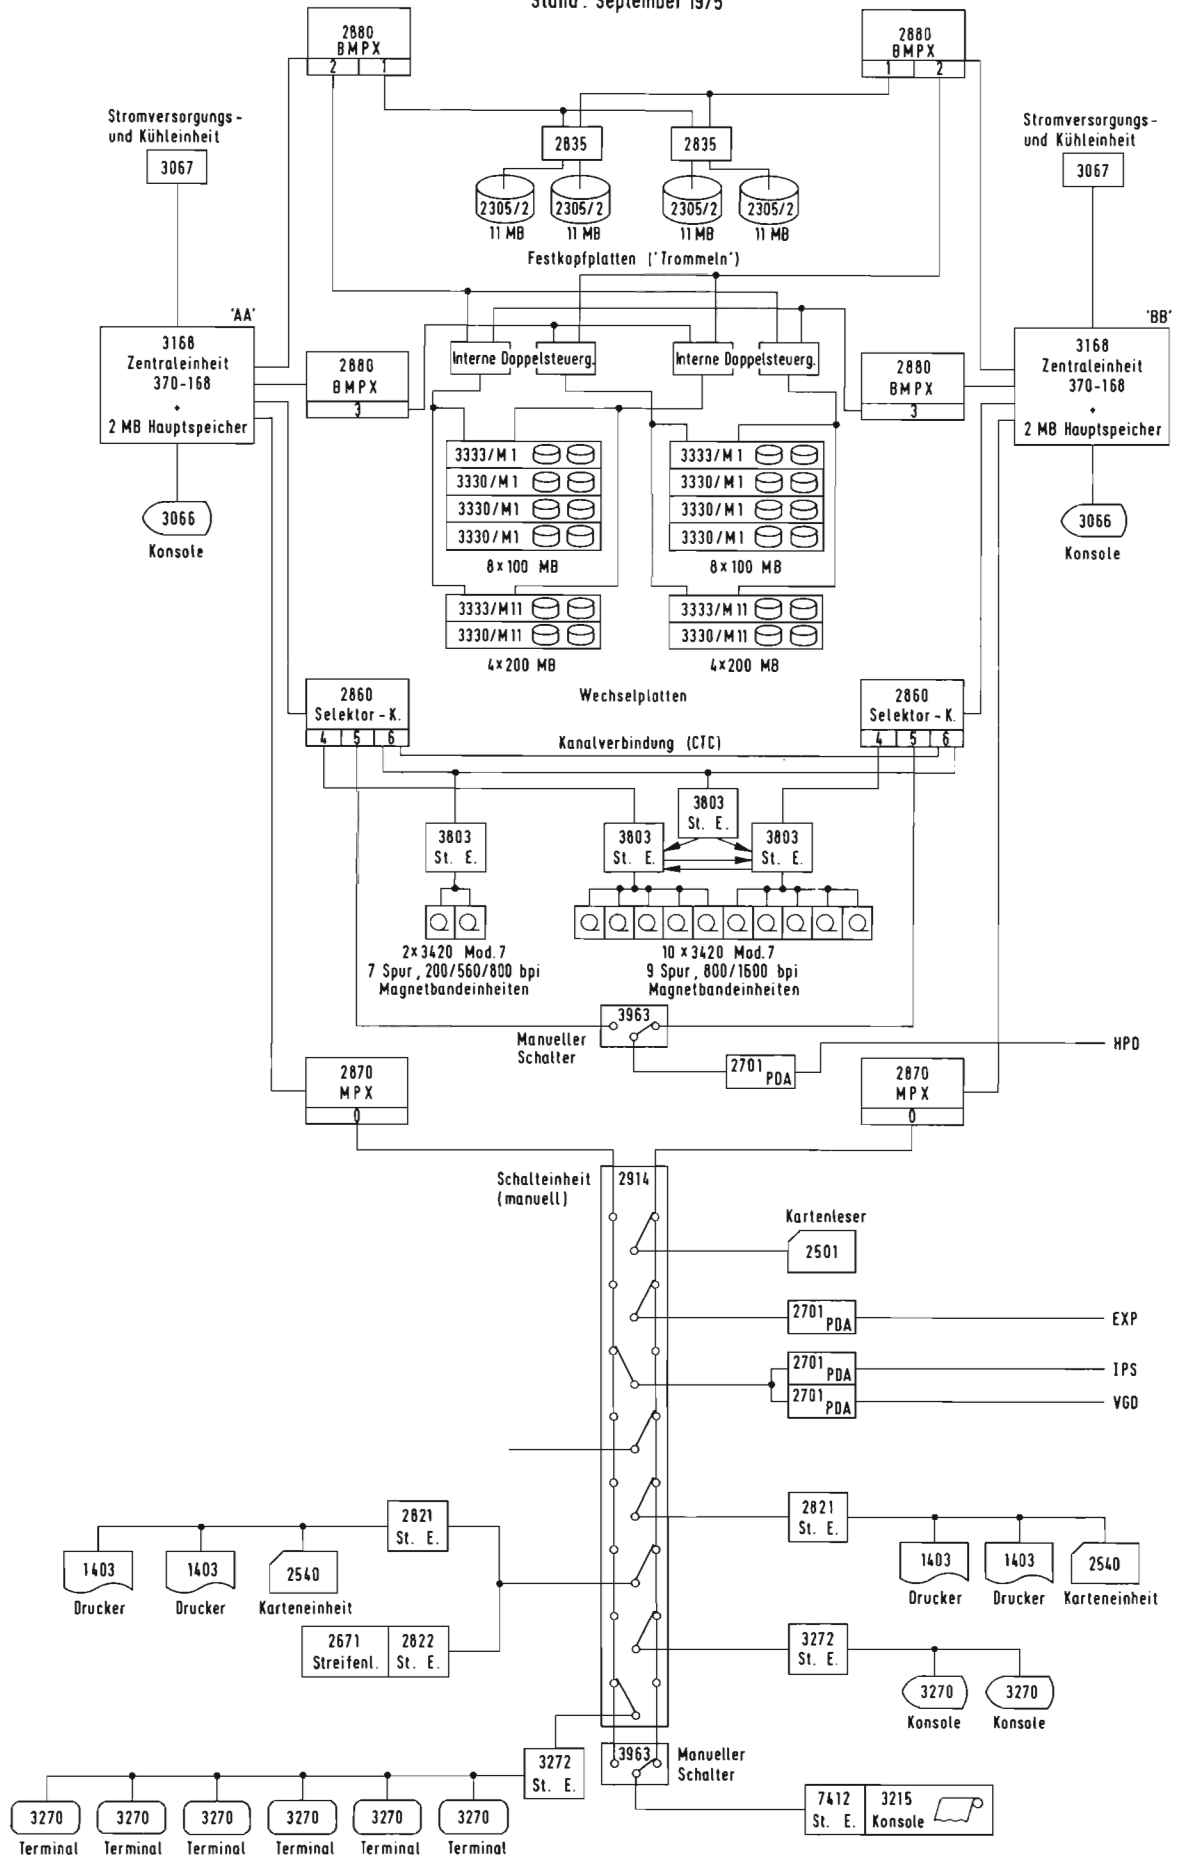 Stand: September 1975
2880
BMPX
2 1
2880
BMPX
1 2
Stromversorgungs-
und Kühleinheit
3067
Stromversorgungs-
und Kühleinheit
3067
2835
2835
2305/2
2305/2
2305/2
2305/2
11 MB
11 MB
11 MB
11 MB
Festkopfplatten ('Trommeln')
'AA'
3168
Zentraleinheit
370-168
+
2 MB Hauptspeicher
'BB'
3168
Zentraleinheit
370-168
+
2 MB Hauptspeicher
2880
BMPX
3
2880
BMPX
3
Interne Doppelsteuerg.
Interne Doppelsteuerg.
3066
Konsole
3066
Konsole
3333/M1
3330/M1
3330/M1
3330/M1
8×100 MB
3333/M1
3330/M1
3330/M1
3330/M1
8×100 MB
3333/M11
3330/M11
4×200 MB
3333/M11
3330/M11
4×200 MB
Wechselplatten
2860
Selektor-K.
4 5 6
2860
Selektor-K.
4 5 6
Kanalverbindung (CTC)
3803
St. E.
3803
St. E.
3803
St. E.
3803
St. E.
2×3420 Mod.7
7 Spur, 200/560/800 bpi
Magnetbandeinheiten
10×3420 Mod.7
9 Spur, 800/1600 bpi
Magnetbandeinheiten
3963
Manueller
Schalter
2701
PDA
HPD
2870
MPX
0
2870
MPX
0
Schalteinheit
(manuell)
2914
Kartenleser
2501
2701
PDA
EXP
2701
PDA
IPS
2701
PDA
VGD
2821
St. E.
1403
Drucker
1403
Drucker
2540
Karteneinheit
2821
St. E.
1403
Drucker
1403
Drucker
2540
Karteneinheit
2671
Streifenl.
2822
St. E.
3272
St. E.
3270
Konsole
3270
Konsole
3272
St. E.
3963
Manueller
Schalter
3270
3270
3270
3270
3270
3270
Terminal
Terminal
Terminal
Terminal
Terminal
Terminal
7412
St. E.
3215
Konsole